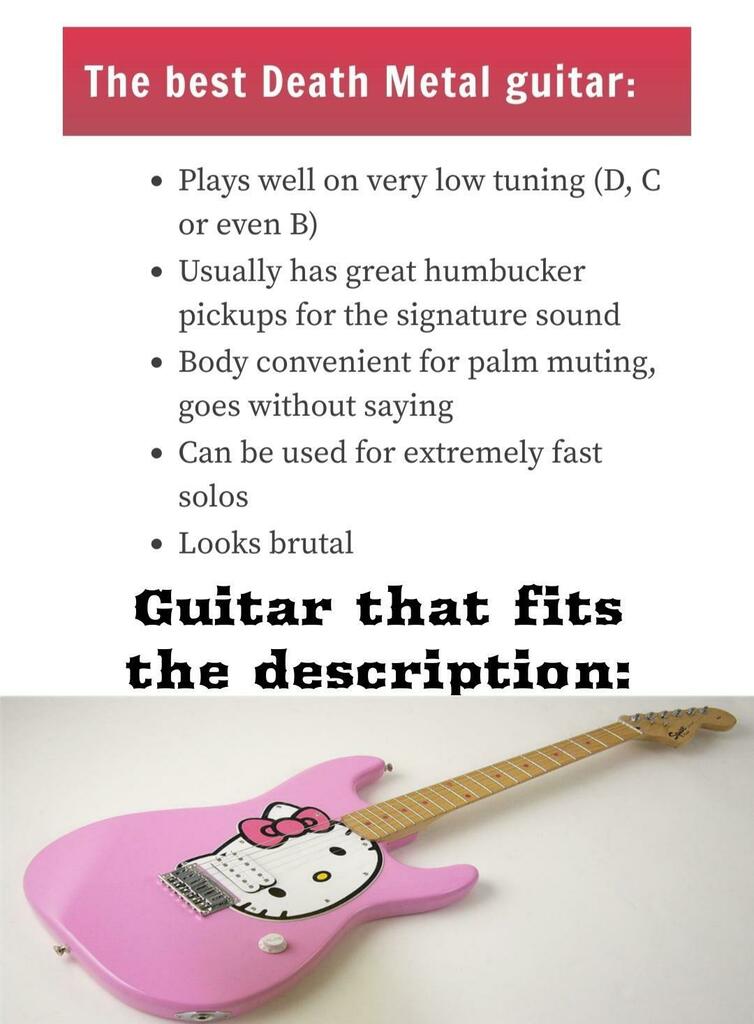 The best Death Metal guitar:
• Plays well on very low tuning (D, C
or even B)
• Usually has great humbucker
pickups for the signature sound
• Body convenient for palm muting,
goes without saying
• Can be used for extremely fast
solos
• Looks brutal
Guitar that fits
the description:
Squier